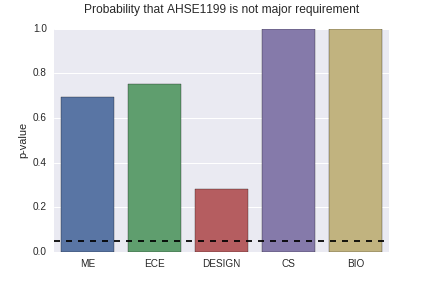 Probability that AHSE1199 is not major requirement
1.0
0.8
0.6
0.4
0.2
0.0
p-value
ME ECE DESIGN CS BIO